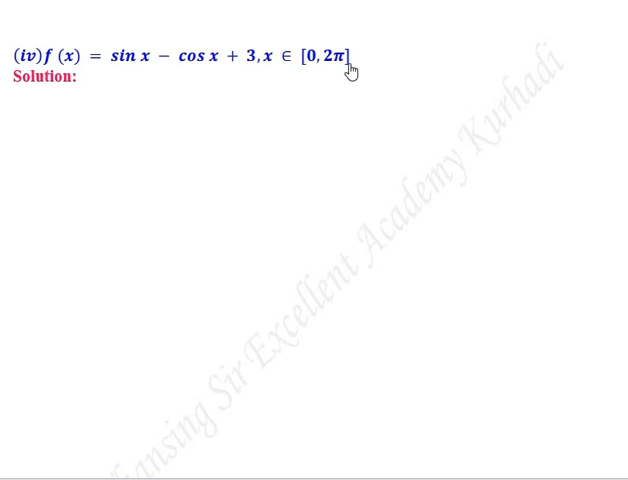 (iv)f (x) = sin x − cos x + 3, x ∈ [0, 2π]
Solution:
Sir Excellent Academy Kurhadi